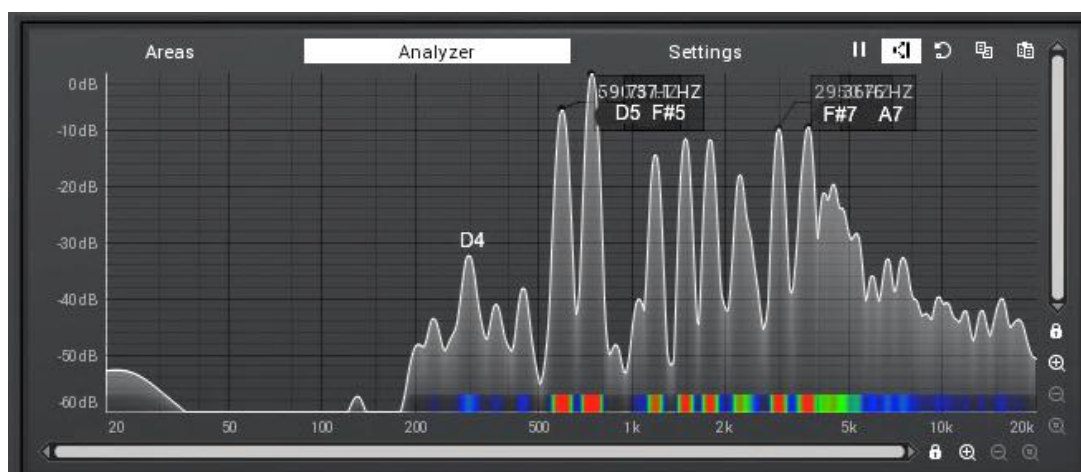 Areas Analyzer Settings
0dB
D5 F#5
F#7 A7
-10dB
-20dB
-30dB
D4
-40dB
-50dB
-60dB
20 50 100 200 500 1k 2k 5k 10k 20k